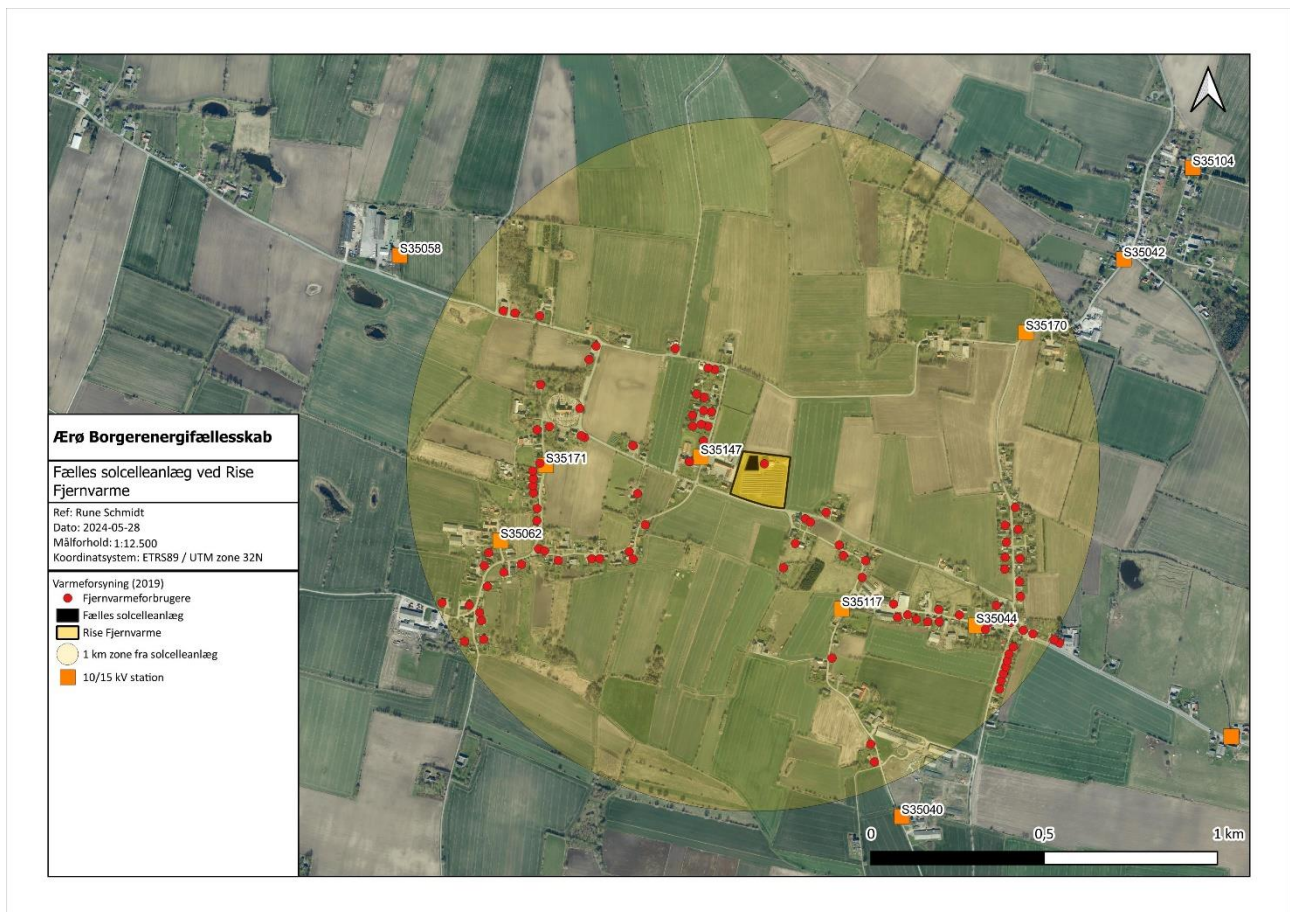 S35104
S35058
S35042
S35170
S35147
S35171
S35062
S35117
S35044
S35040
Ærø Borgerenergifællesskab
Fælles solcelleanlæg ved Rise
Fjernvarme
Ref: Rune Schmidt
Dato: 2024-05-28
Målforhold: 1:12.500
Koordinatsystem: ETRS89 / UTM zone 32N
Varmeforsyning (2019)
Fjernvarmeforbrugere
Fælles solcelleanlæg
Rise Fjernvarme
1 km zone fra solcelleanlæg
10/15 kV station
0 0,5 1 km